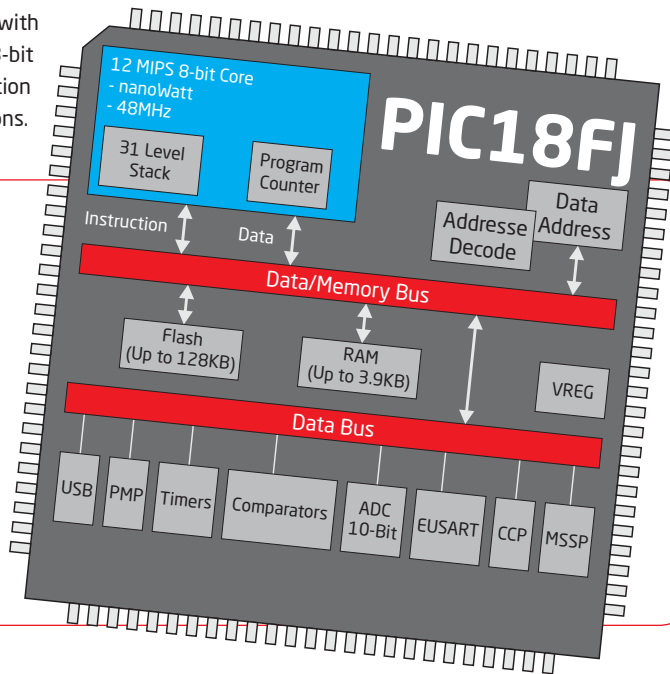 with
-bit
tion
ns.
12 MIPS 8-bit Core
- nanoWatt
- 48MHz
PIC18FJ
31 Level
Stack
Program
Counter
Data
Address
Addresse
Decode
Instruction
Data
Data/Memory Bus
Flash
(Up to 128KB)
RAM
(Up to 3.9KB)
VREG
Data Bus
USB
PMP
Timers
Comparators
ADC
10-Bit
EUSART
CCP
MSSP